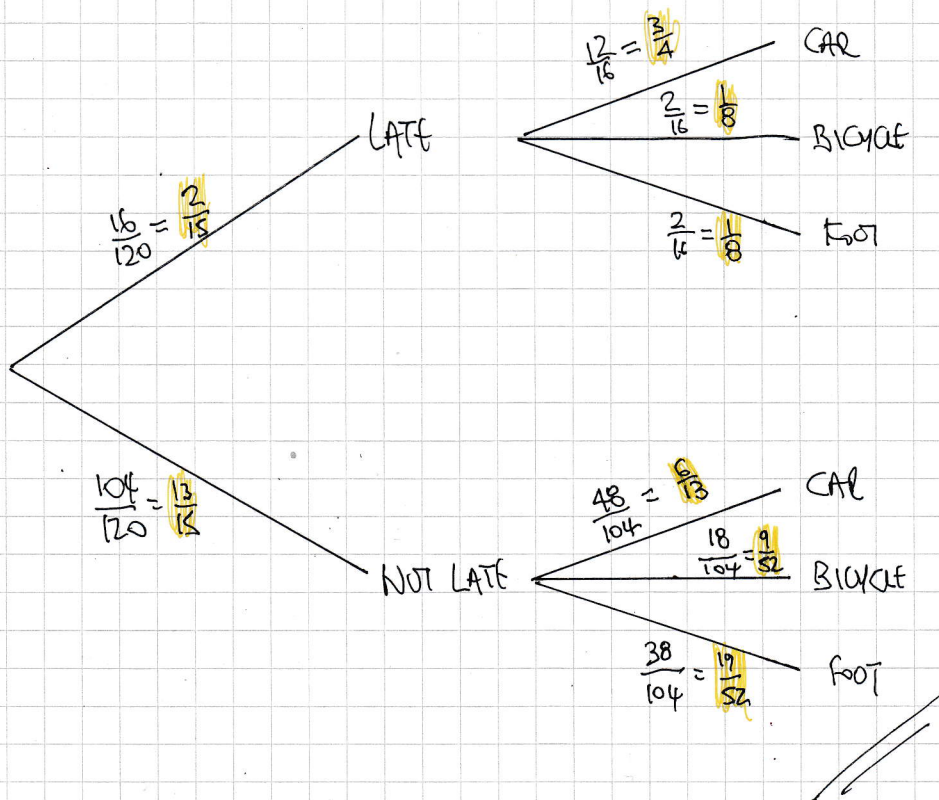 12/16 = 3/4 CAR
2/16 = 1/8 BICYCLE
LATE
16/120 = 2/15
2/16 = 1/8 FOOT
48/104 = 6/13 CAR
104/120 = 13/15
18/104 = 9/52 BICYCLE
NOT LATE
38/104 = 19/52 FOOT